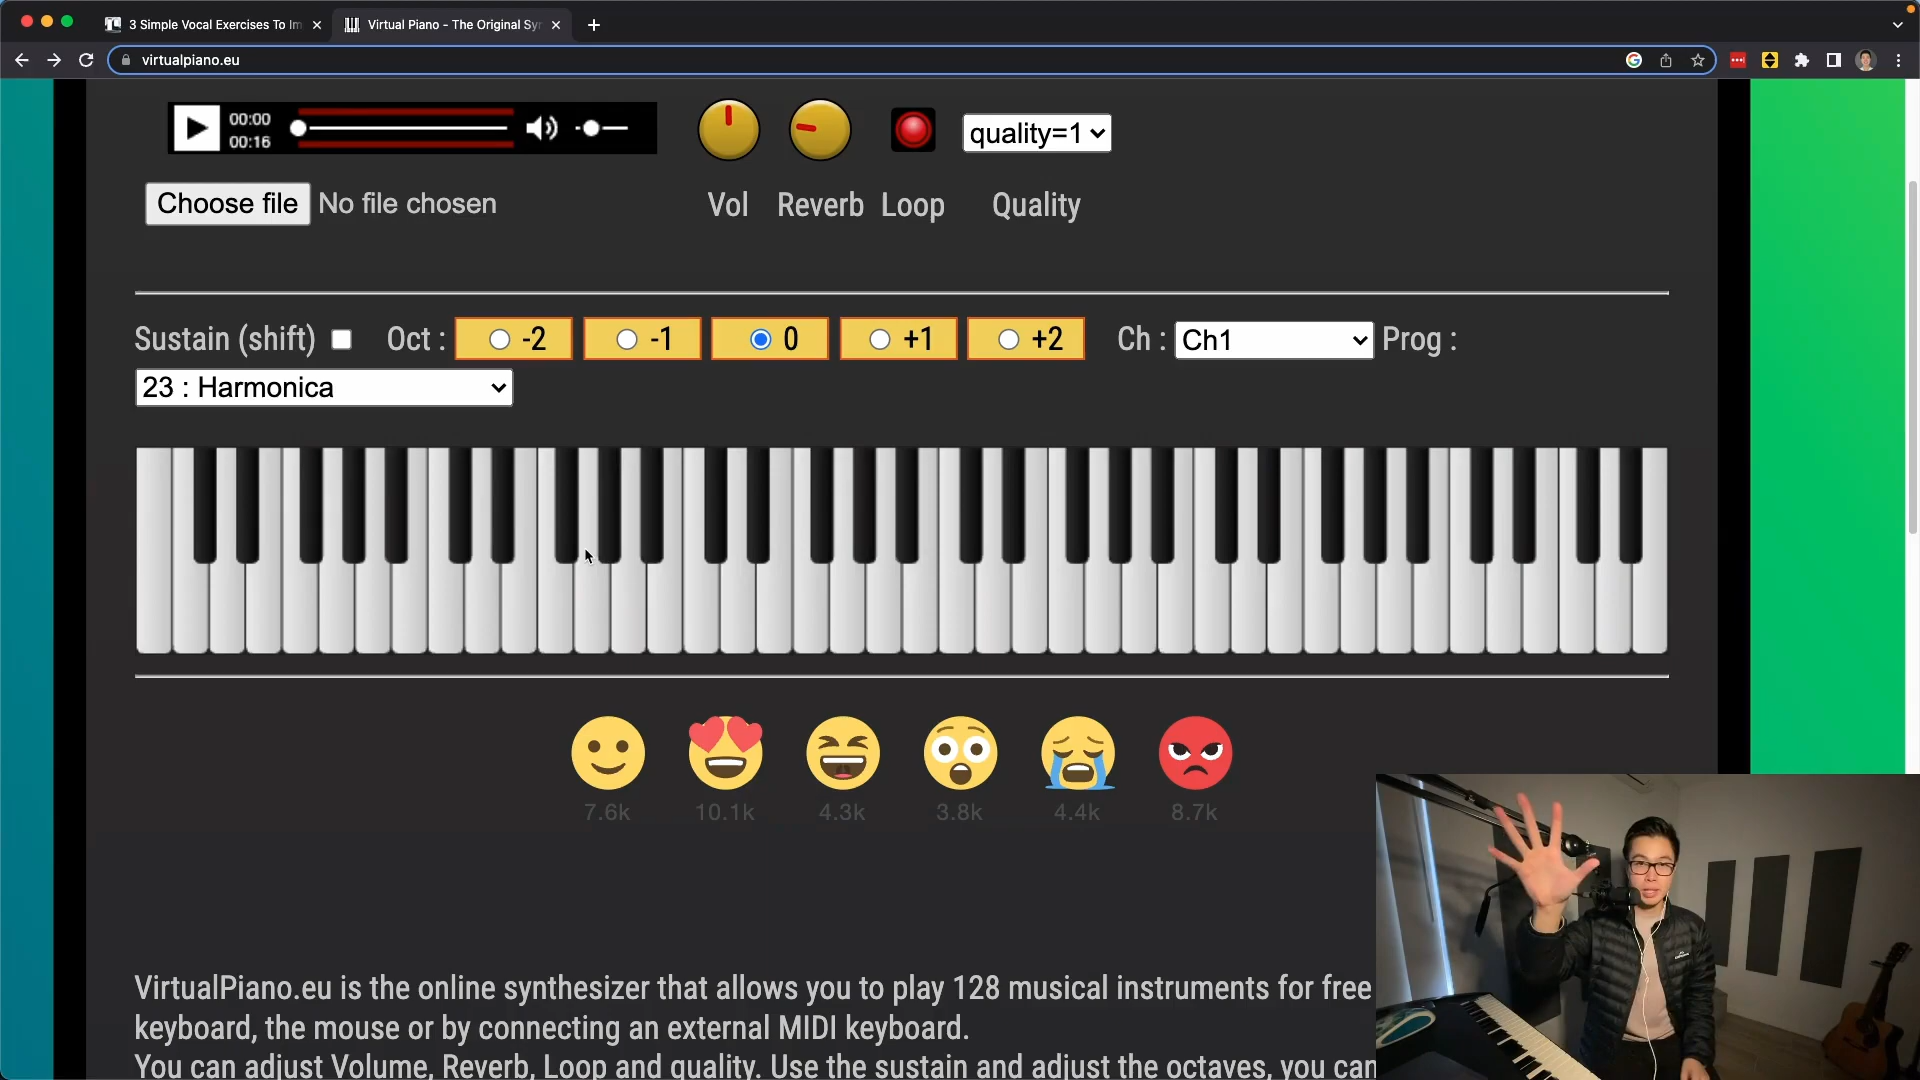 3 Simple Vocal Exercises To Im
Virtual Piano - The Original Syn
virtualpiano.eu
00:00
00:16
quality=1
Choose file No file chosen
Vol Reverb Loop Quality
Sustain (shift) Oct : -2 -1 0 +1 +2 Ch : Ch1 Prog :
23 : Harmonica
7.6k 10.1k 4.3k 3.8k 4.4k 8.7k
VirtualPiano.eu is the online synthesizer that allows you to play 128 musical instruments for free
keyboard, the mouse or by connecting an external MIDI keyboard.
You can adjust Volume, Reverb, Loop and quality. Use the sustain and adjust the octaves, you can